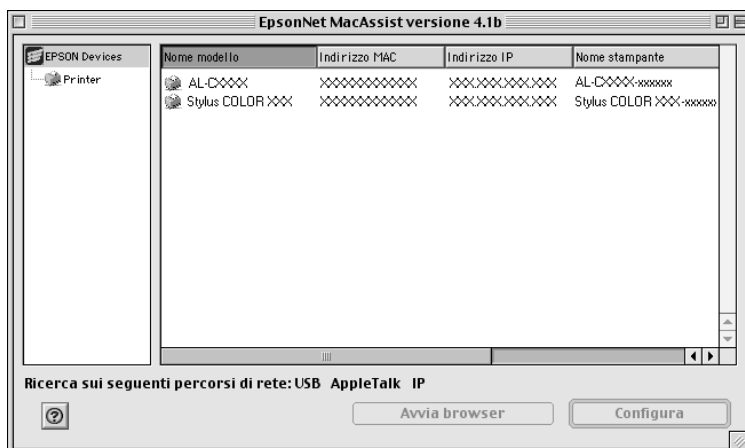 EpsonNet MacAssist versione 4.1b
EPSON Devices
Printer
Nome modello Indirizzo MAC Indirizzo IP Nome stampante
AL-CXXXX XXXXXXXXXXXX XXX.XXX.XXX.XXX AL-CXXXX-xxxxxx
Stylus COLOR XXX XXXXXXXXXXXX XXX.XXX.XXX.XXX Stylus COLOR XXX-xxxxxx
Ricerca sui seguenti percorsi di rete: USB AppleTalk IP
? Avvia browser Configura